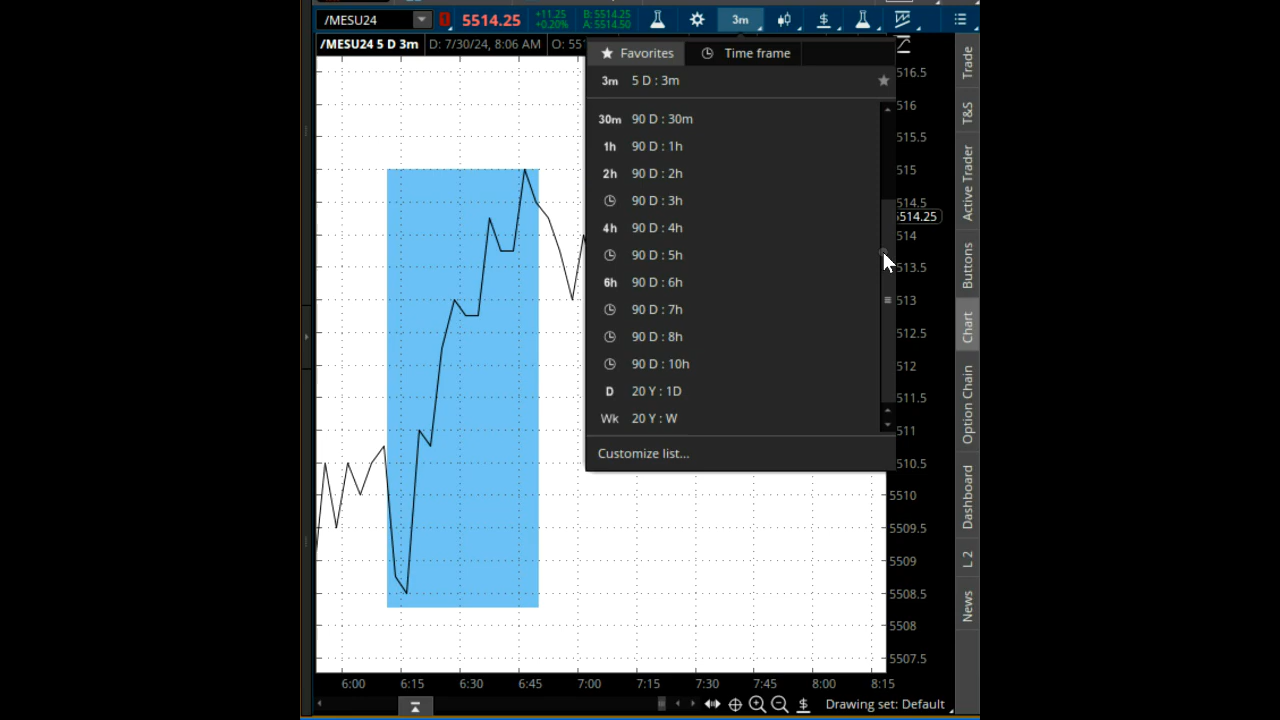 /MESU24
5514.25
+11.25
+0.20%
B: 5514.25
A: 5514.50
3m
$
/MESU24 5 D 3m
D: 7/30/24, 8:06 AM
O: 551
Favorites
Time frame
3m 5 D : 3m
30m 90 D : 30m
1h 90 D : 1h
2h 90 D : 2h
90 D : 3h
4h 90 D : 4h
90 D : 5h
6h 90 D : 6h
90 D : 7h
90 D : 8h
90 D : 10h
D 20 Y : 1D
Wk 20 Y : W
Customize list...
516.5
516
515.5
515
514.5
5514.25
514
513.5
513
512.5
512
511.5
511
510.5
5510
5509.5
5509
5508.5
5508
5507.5
6:00 6:15 6:30 6:45 7:00 7:15 7:30 7:45 8:00 8:15
$ Drawing set: Default
Trade
T&S
Active Trader
Buttons
Chart
Option Chain
Dashboard
L 2
News